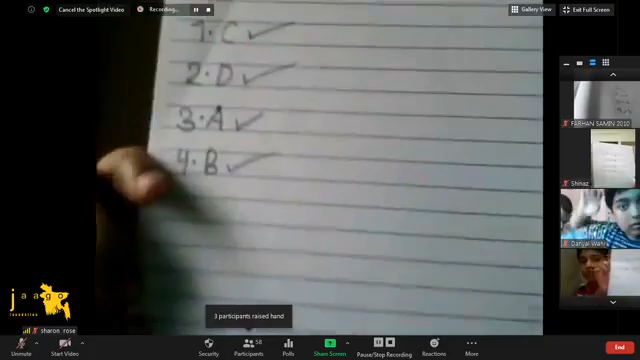 Cancel the Spotlight Video
Recording...
Gallery View
Exit Full Screen
1. C ✓
2. D ✓
3. A ✓
4. B ✓
FARHAN SAMIN 2010
Shinaz
jaago
foundation
sharon rose
3 participants raised hand
Unmute
Start Video
Security
Participants
58
Polls
Share Screen
Pause/Stop Recording
Reactions
More
End